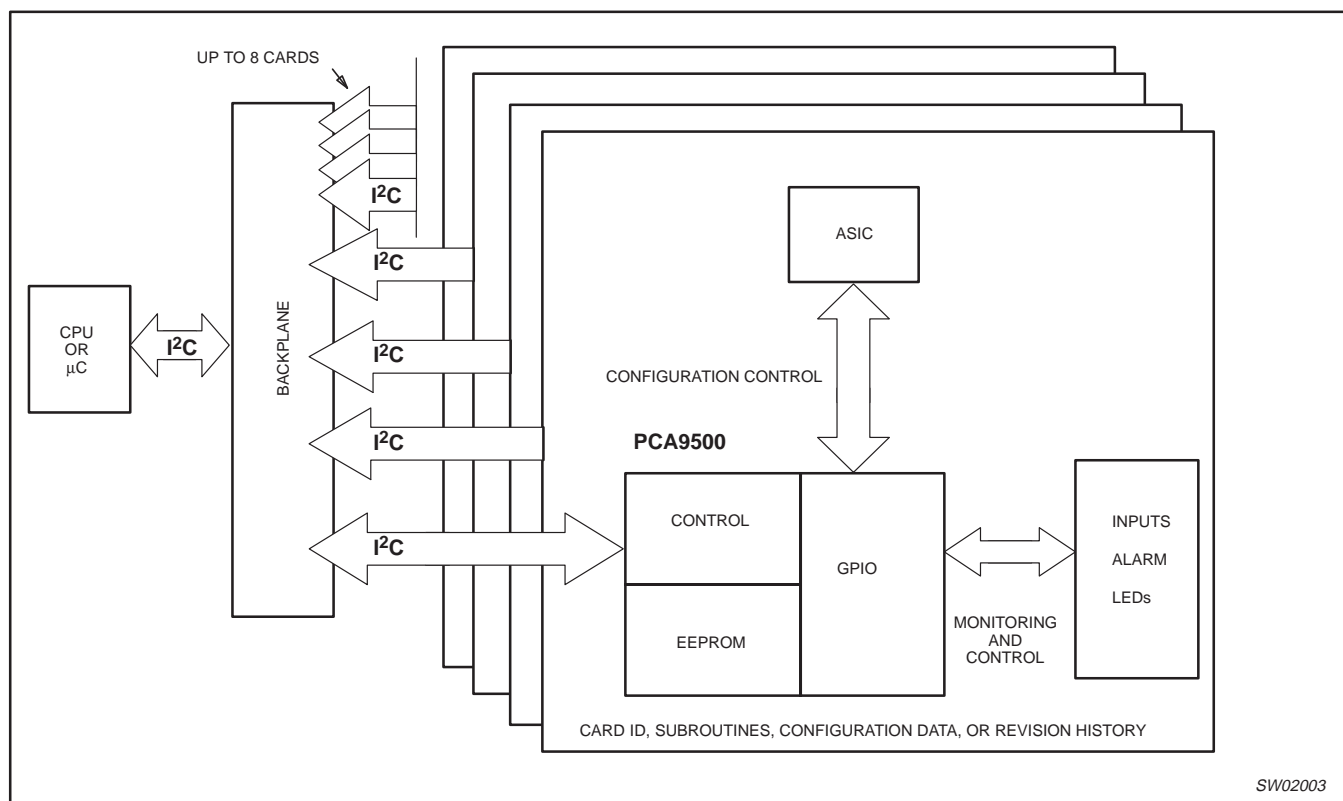 UP TO 8 CARDS
I²C
I²C
I²C
I²C
I²C
I²C
CPU
OR
μC
BACKPLANE
ASIC
CONFIGURATION CONTROL
PCA9500
CONTROL
EEPROM
GPIO
INPUTS
ALARM
LEDs
MONITORING
AND
CONTROL
CARD ID, SUBROUTINES, CONFIGURATION DATA, OR REVISION HISTORY
SW02003